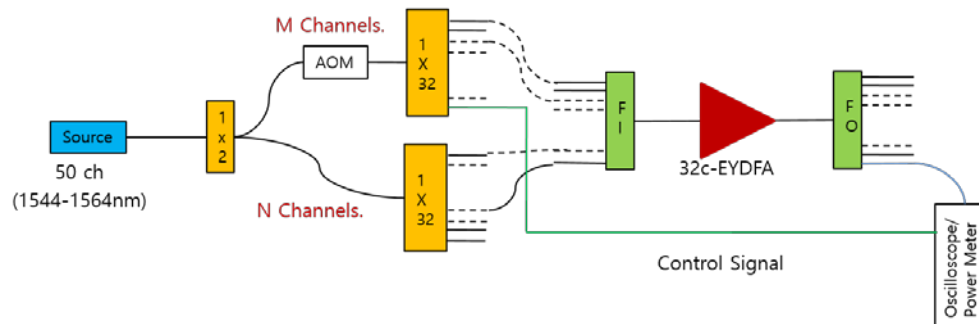 M Channels.
AOM
1
X
32
Source
50 ch
(1544-1564nm)
1
x
2
N Channels.
1
X
32
F
I
32c-EYDFA
F
O
Control Signal
Oscilloscope/
Power Meter